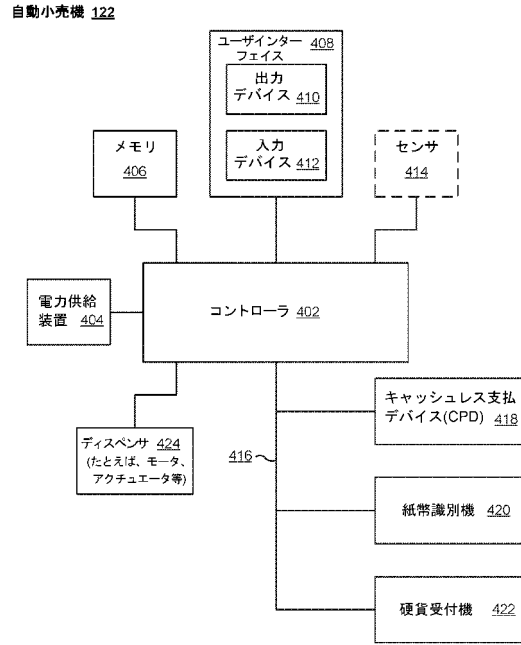 自動小売機 122
ユーザインター 408
フェイス
出力
デバイス 410
入力
デバイス 412
メモリ
406
センサ
414
電力供給
装置 404
コントローラ 402
ディスペンサ 424
(たとえば、モータ、
アクチュエータ等)
416
キャッシュレス支払
デバイス(CPD) 418
紙幣識別機 420
硬貨受付機 422